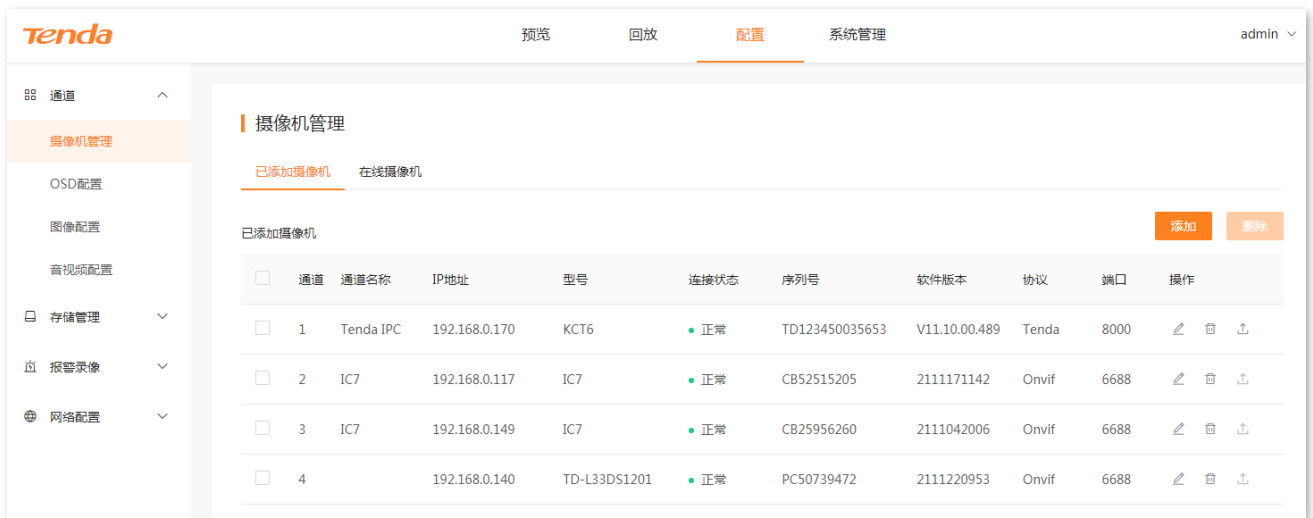 Tenda 预览 回放 配置 系统管理 admin
通道
摄像机管理
OSD配置
图像配置
音视频配置
存储管理
报警录像
网络配置
摄像机管理
已添加摄像机 在线摄像机
已添加摄像机 添加 删除
通道 通道名称 IP地址 型号 连接状态 序列号 软件版本 协议 端口 操作
1 Tenda IPC 192.168.0.170 KCT6 正常 TD123450035653 V11.10.00.489 Tenda 8000
2 IC7 192.168.0.117 IC7 正常 CB52515205 2111171142 Onvif 6688
3 IC7 192.168.0.149 IC7 正常 CB25956260 2111042006 Onvif 6688
4 192.168.0.140 TD-L33DS1201 正常 PC50739472 2111220953 Onvif 6688